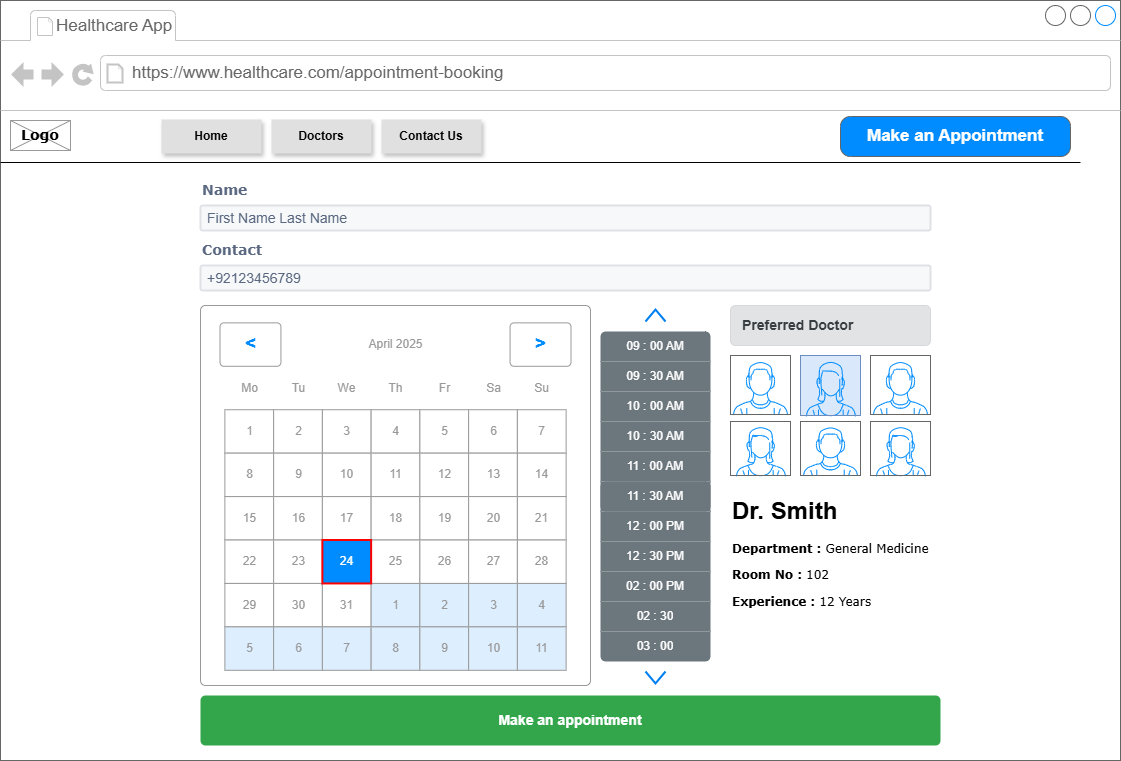 Healthcare App
https://www.healthcare.com/appointment-booking
Logo
Home Doctors Contact Us
Make an Appointment
Name
First Name Last Name
Contact
+92123456789
< April 2025 >
Mo Tu We Th Fr Sa Su
1 2 3 4 5 6 7
8 9 10 11 12 13 14
15 16 17 18 19 20 21
22 23 24 25 26 27 28
29 30 31 1 2 3 4
5 6 7 8 9 10 11
09 : 00 AM
09 : 30 AM
10 : 00 AM
10 : 30 AM
11 : 00 AM
11 : 30 AM
12 : 00 PM
12 : 30 PM
02 : 00 PM
02 : 30
03 : 00
Preferred Doctor
Dr. Smith
Department : General Medicine
Room No : 102
Experience : 12 Years
Make an appointment